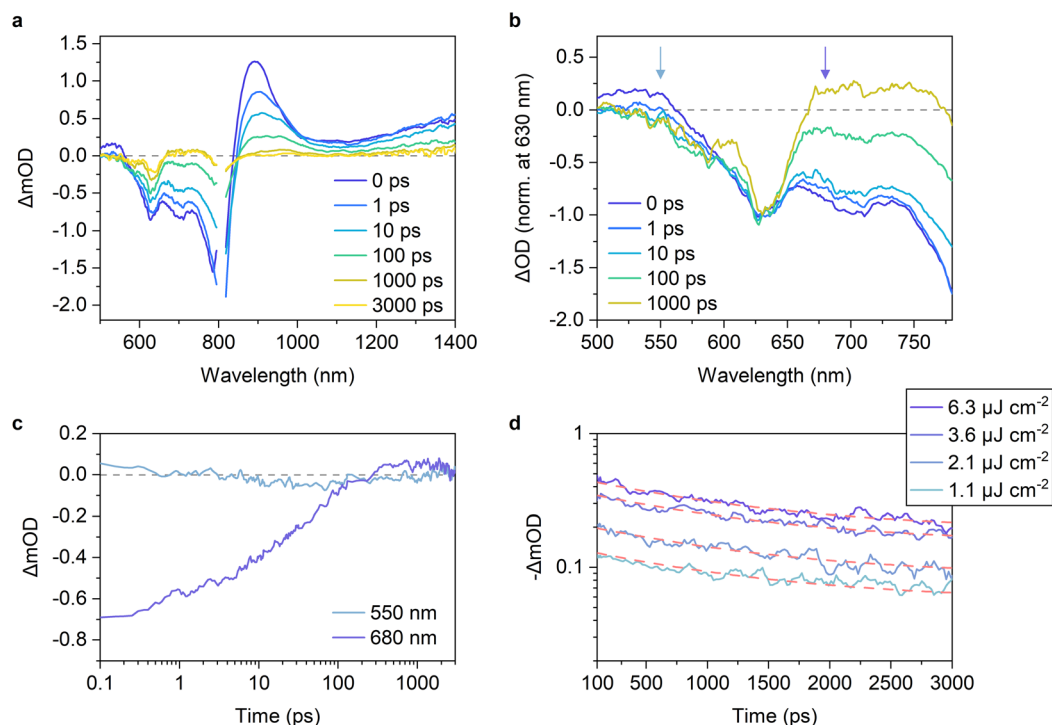 a
ΔmOD
1.5
1.0
0.5
0.0
-0.5
-1.0
-1.5
-2.0
0 ps
1 ps
10 ps
100 ps
1000 ps
3000 ps
600 800 1000 1200 1400
Wavelength (nm)
b
ΔOD (norm. at 630 nm)
0.5
0.0
-0.5
-1.0
-1.5
-2.0
0 ps
1 ps
10 ps
100 ps
1000 ps
500 550 600 650 700 750
Wavelength (nm)
c
ΔmOD
0.2
0.0
-0.2
-0.4
-0.6
-0.8
550 nm
680 nm
0.1 1 10 100 1000
Time (ps)
d
6.3 µJ cm-2
3.6 µJ cm-2
2.1 µJ cm-2
1.1 µJ cm-2
-ΔmOD
1
0.1
100 500 1000 1500 2000 2500 3000
Time (ps)